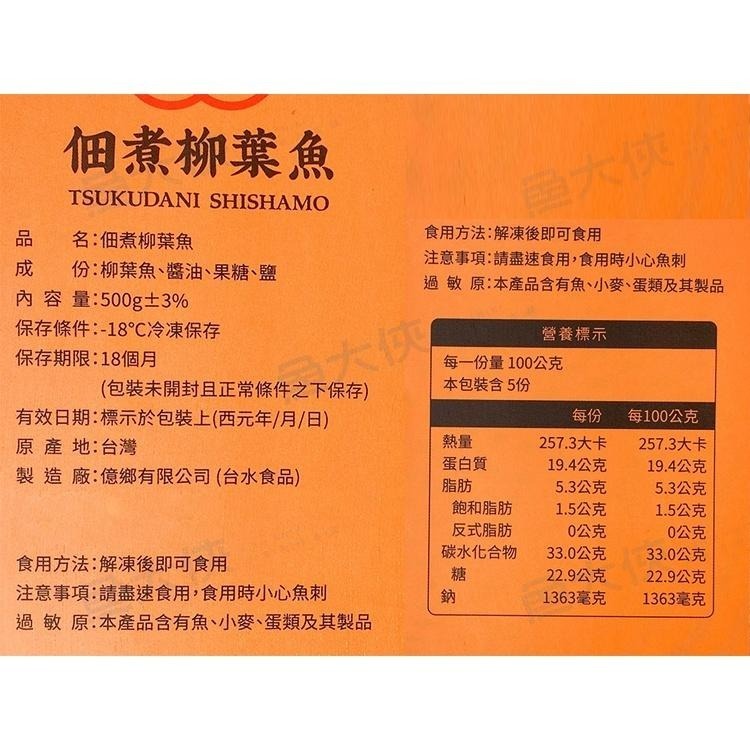 佃煮柳葉魚
TSUKUDANI SHISHAMO
品名:佃煮柳葉魚
成份:柳葉魚、醬油、果糖、鹽
內容量:500g±3%
保存條件:-18℃冷凍保存
保存期限:18個月
(包裝未開封且正常條件之下保存)
有效日期:標示於包裝上(西元年/月/日)
原產地:台灣
製造廠:億鄉有限公司 (台水食品)
食用方法:解凍後即可食用
注意事項:請盡速食用,食用時小心魚刺
過敏原:本產品含有魚、小麥、蛋類及其製品
食用方法:解凍後即可食用
注意事項:請盡速食用,食用時小心魚刺
過敏原:本產品含有魚、小麥、蛋類及其製品
營養標示
每一份量 100公克
本包裝含 5份
每份 每100公克
熱量 257.3大卡 257.3大卡
蛋白質 19.4公克 19.4公克
脂肪 5.3公克 5.3公克
飽和脂肪 1.5公克 1.5公克
反式脂肪 0公克 0公克
碳水化合物 33.0公克 33.0公克
糖 22.9公克 22.9公克
鈉 1363毫克 1363毫克
魚大俠
魚大俠
魚大俠
魚大俠